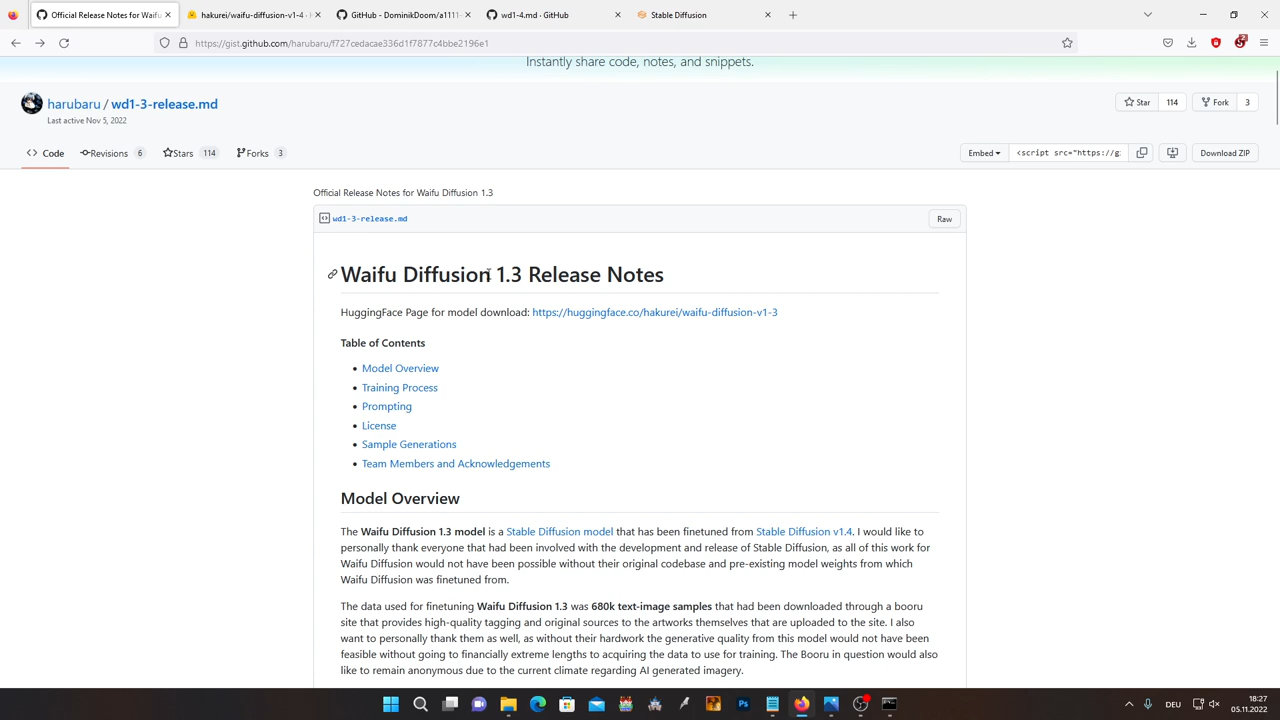 Official Release Notes for Waifu
hakurei/waifu-diffusion-v1-4 ·
GitHub - DominikDoom/a1111
wd1-4.md · GitHub
Stable Diffusion
https://gist.github.com/harubaru/f727cedacae336d1f7877c4bbe2196e1
Instantly share code, notes, and snippets.
harubaru / wd1-3-release.md
Last active Nov 5, 2022
Star 114
Fork 3
Code
Revisions 6
Stars 114
Forks 3
Embed
<script src="https://gi
Download ZIP
Official Release Notes for Waifu Diffusion 1.3
wd1-3-release.md
Raw
Waifu Diffusion 1.3 Release Notes
HuggingFace Page for model download: https://huggingface.co/hakurei/waifu-diffusion-v1-3
Table of Contents
Model Overview
Training Process
Prompting
License
Sample Generations
Team Members and Acknowledgements
Model Overview
The Waifu Diffusion 1.3 model is a Stable Diffusion model that has been finetuned from Stable Diffusion v1.4. I would like to
personally thank everyone that had been involved with the development and release of Stable Diffusion, as all of this work for
Waifu Diffusion would not have been possible without their original codebase and pre-existing model weights from which
Waifu Diffusion was finetuned from.
The data used for finetuning Waifu Diffusion 1.3 was 680k text-image samples that had been downloaded through a booru
site that provides high-quality tagging and original sources to the artworks themselves that are uploaded to the site. I also
want to personally thank them as well, as without their hardwork the generative quality from this model would not have been
feasible without going to financially extreme lengths to acquiring the data to use for training. The Booru in question would also
like to remain anonymous due to the current climate regarding AI generated imagery.
DEU
18:27
05.11.2022